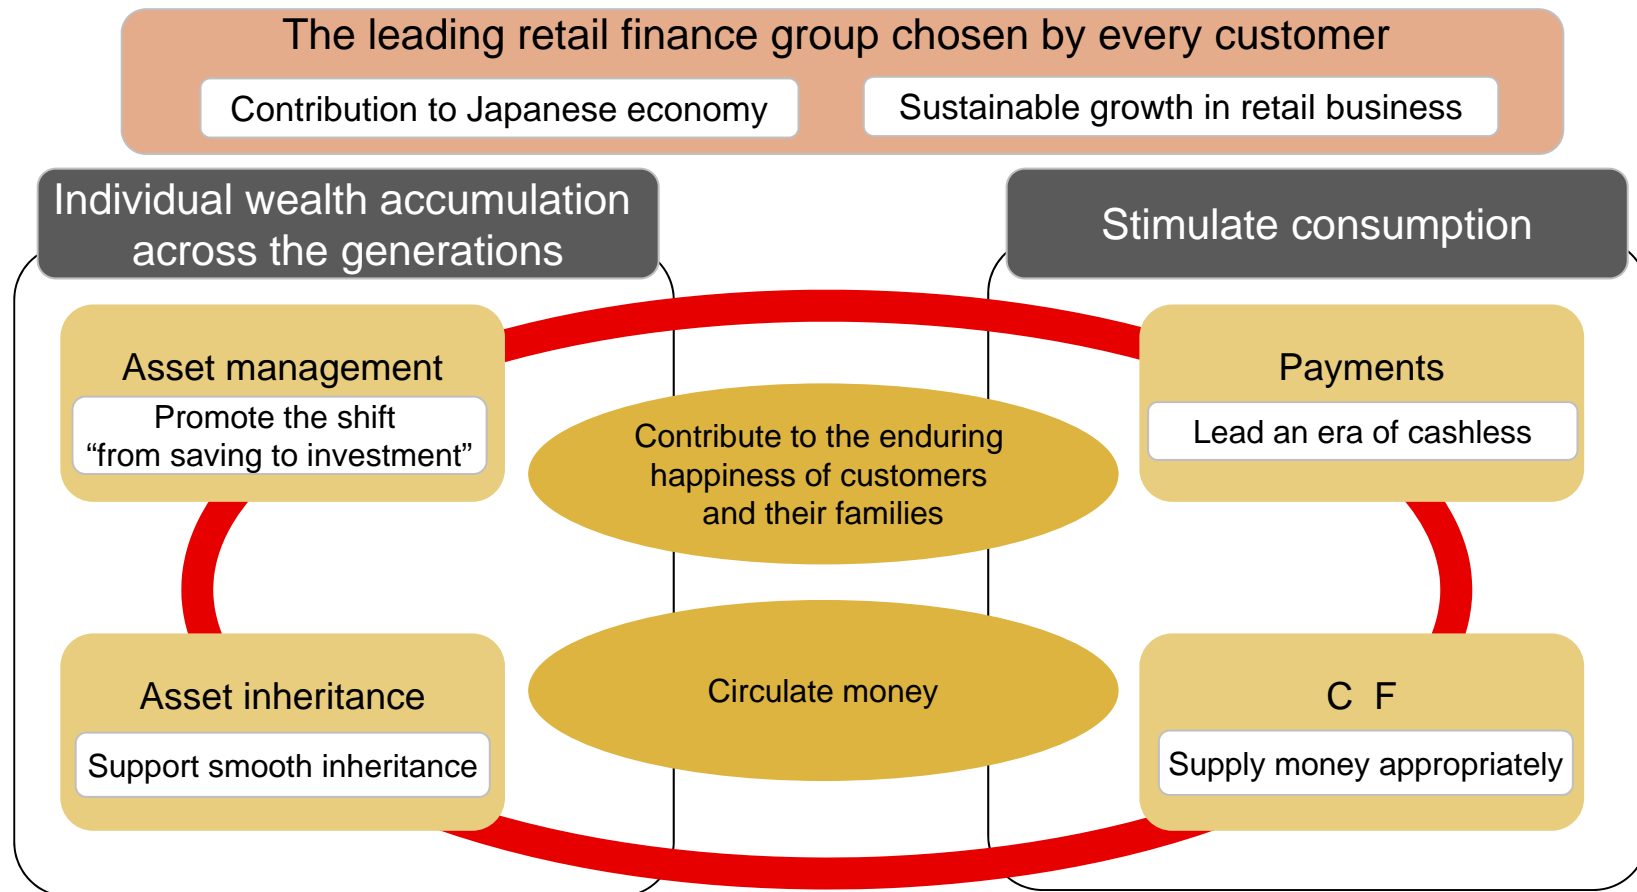 The leading retail finance group chosen by every customer
Contribution to Japanese economy
Sustainable growth in retail business
Individual wealth accumulation
across the generations
Stimulate consumption
Asset management
Promote the shift
“from saving to investment”
Payments
Lead an era of cashless
Contribute to the enduring
happiness of customers
and their families
Circulate money
Asset inheritance
Support smooth inheritance
C F
Supply money appropriately